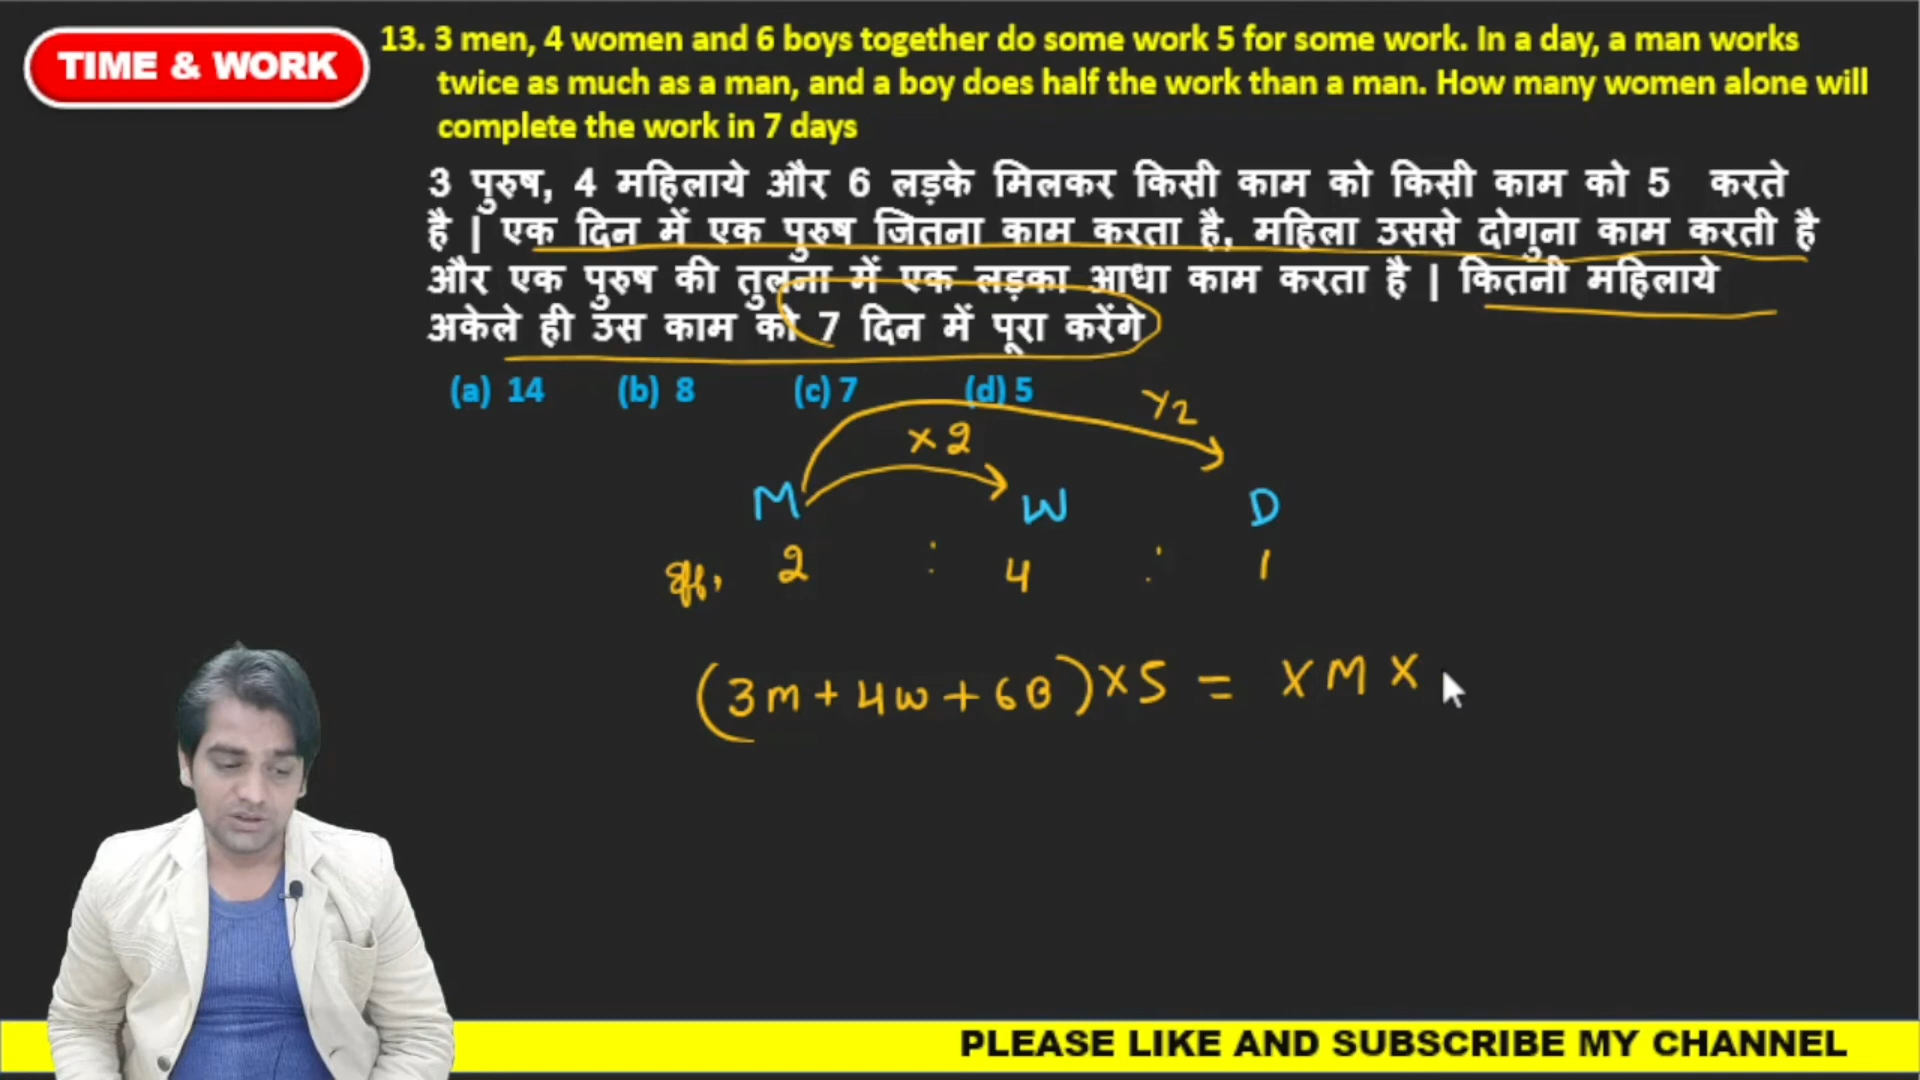 TIME & WORK
13. 3 men, 4 women and 6 boys together do some work 5 for some work. In a day, a man works
twice as much as a man, and a boy does half the work than a man. How many women alone will
complete the work in 7 days
3 पुरुष, 4 महिलाये और 6 लड़के मिलकर किसी काम को किसी काम को 5 करते
है | एक दिन में एक पुरुष जितना काम करता है, महिला उससे दोगुना काम करती है
और एक पुरुष की तुलना में एक लड़का आधा काम करता है | कितनी महिलाये
अकेले ही उस काम को 7 दिन में पूरा करेंगे
(a) 14 (b) 8 (c) 7 (d) 5
×2
M W
2 : 4 : 1
(3m + 4w + 6B) × 5 = × M ×
PLEASE LIKE AND SUBSCRIBE MY CHANNEL